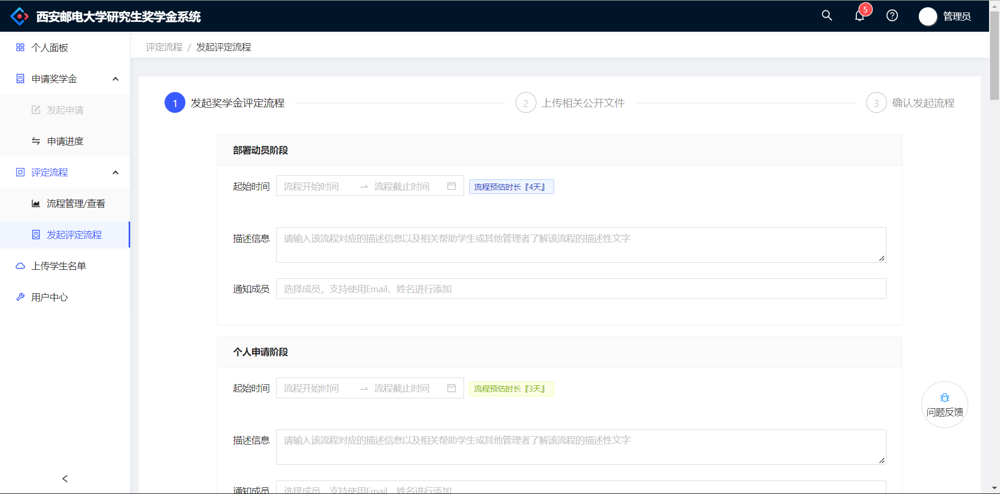 西安邮电大学研究生奖学金系统
5
管理员
个人面板
申请奖学金
发起申请
申请进度
评定流程
流程管理/查看
发起评定流程
上传学生名单
用户中心
评定流程 / 发起评定流程
1 发起奖学金评定流程
2 上传相关公开文件
3 确认发起流程
部署动员阶段
起始时间 流程开始时间 → 流程截止时间 流程预估时长『4天』
描述信息 请输入该流程对应的描述信息以及相关帮助学生或其他管理者了解该流程的描述性文字
通知成员 选择成员，支持使用Email、姓名进行添加
个人申请阶段
起始时间 流程开始时间 → 流程截止时间 流程预估时长『3天』
描述信息 请输入该流程对应的描述信息以及相关帮助学生或其他管理者了解该流程的描述性文字
通知成员 选择成员，支持使用Email、姓名进行添加
问题反馈